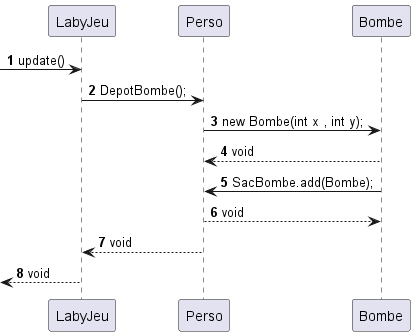 LabyJeu Perso Bombe
1 update()
2 DepotBombe();
3 new Bombe(int x , int y);
4 void
5 SacBombe.add(Bombe);
6 void
7 void
8 void
LabyJeu Perso Bombe